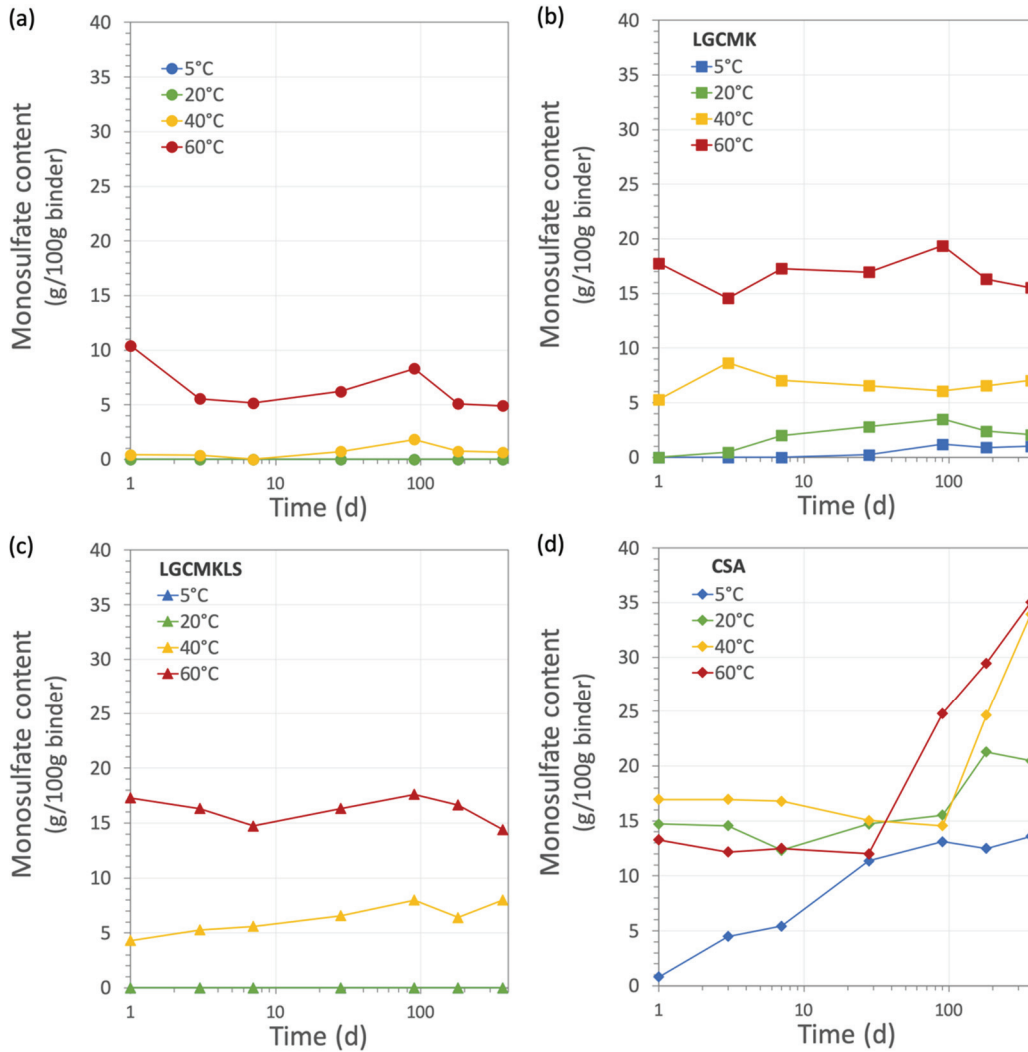 (a)
Monosulfate content
(g/100g binder)
40
35
30
25
20
15
10
5
0
5°C
20°C
40°C
60°C
1
10
100
Time (d)
(b)
Monosulfate content
(g/100g binder)
40
35
30
25
20
15
10
5
0
LGCMK
5°C
20°C
40°C
60°C
1
10
100
Time (d)
(c)
Monosulfate content
(g/100g binder)
40
35
30
25
20
15
10
5
0
LGCMKLS
5°C
20°C
40°C
60°C
1
10
100
Time (d)
(d)
Monosulfate content
(g/100g binder)
40
35
30
25
20
15
10
5
0
CSA
5°C
20°C
40°C
60°C
1
10
100
Time (d)